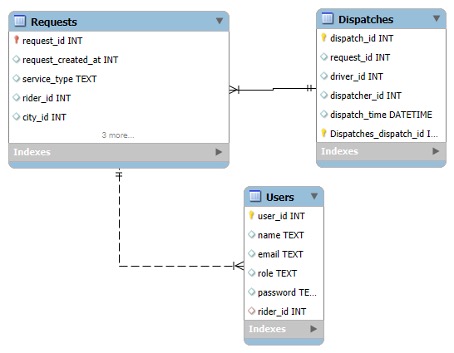 Requests
request_id INT
request_created_at INT
service_type TEXT
rider_id INT
city_id INT
3 more...
Indexes
Dispatches
dispatch_id INT
request_id INT
driver_id INT
dispatcher_id INT
dispatch_time DATETIME
Dispatches_dispatch_id I...
Indexes
Users
user_id INT
name TEXT
email TEXT
role TEXT
password TE...
rider_id INT
Indexes